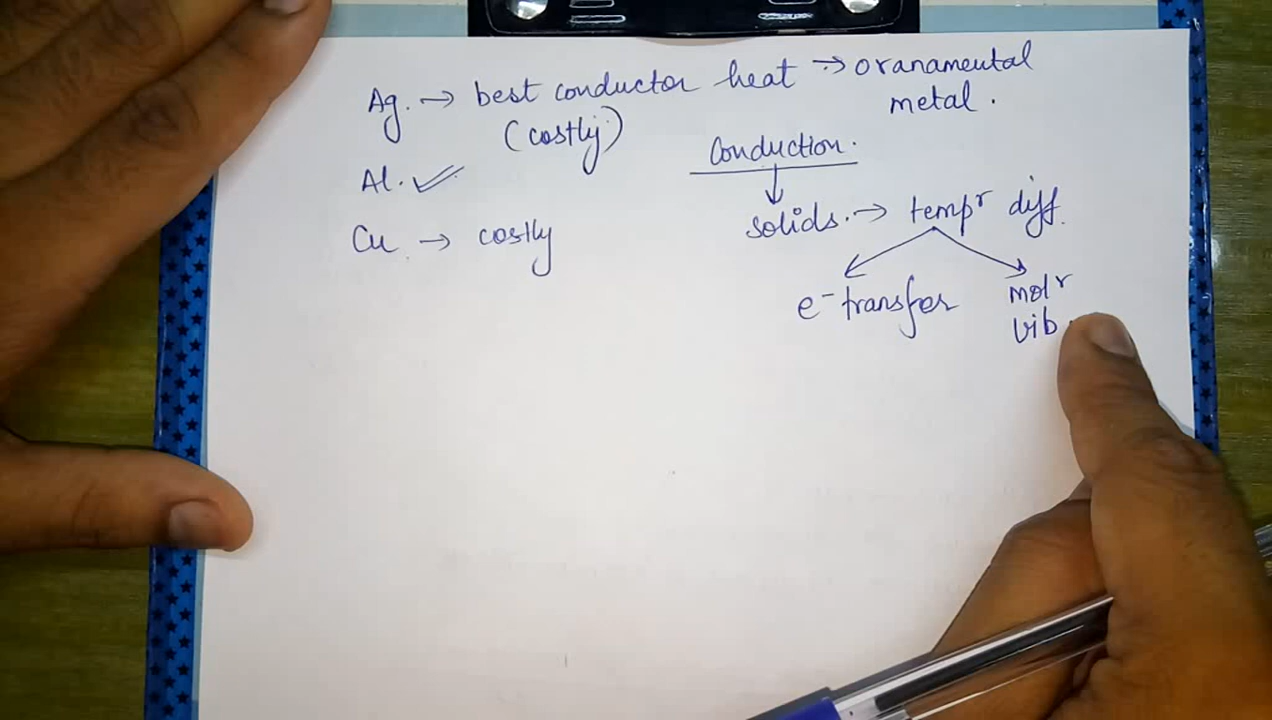 Ag. → best conductor heat → oranamental
metal.
(costly)
Conduction.
Al. ✓
solids. → tempr diff.
Cu → costly
e⁻ transfer molr
vib.